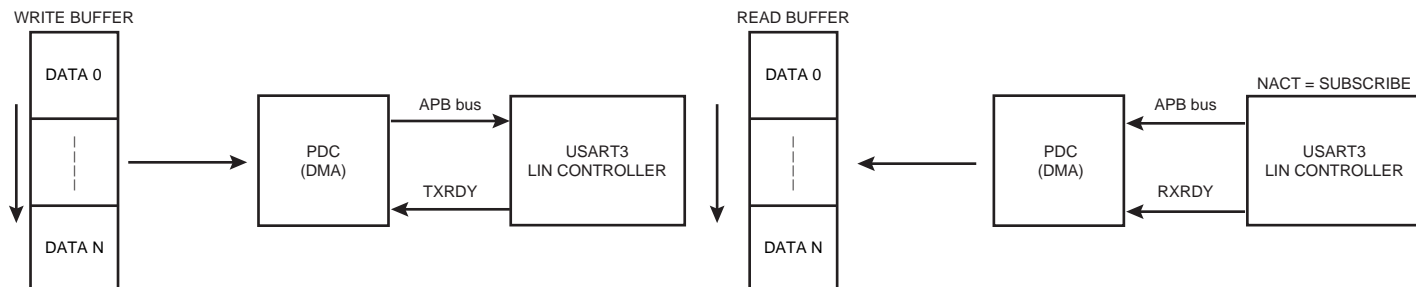 WRITE BUFFER
DATA 0
DATA N
PDC
(DMA)
APB bus
TXRDY
USART3
LIN CONTROLLER
READ BUFFER
DATA 0
DATA N
PDC
(DMA)
APB bus
RXRDY
NACT = SUBSCRIBE
USART3
LIN CONTROLLER